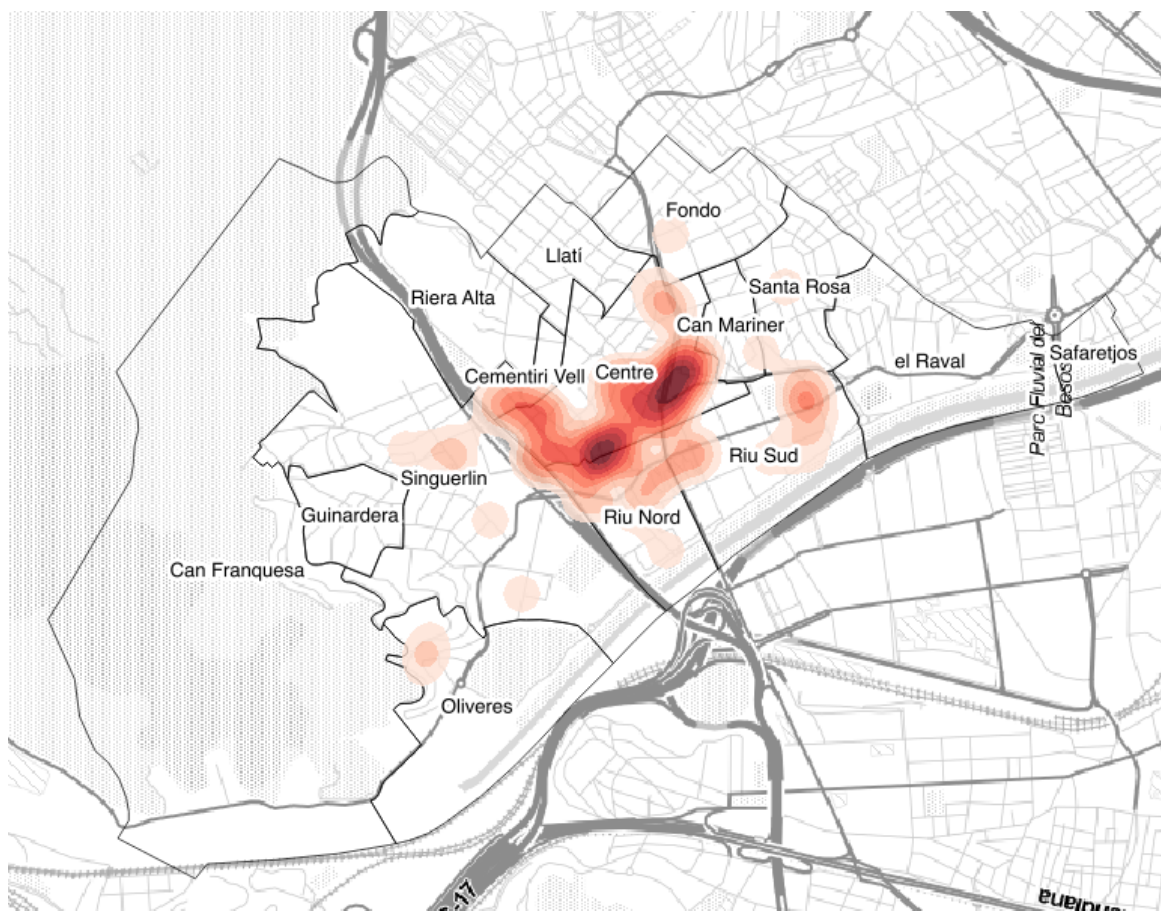 Fondo
Llatí
Santa Rosa
Riera Alta
Can Mariner
el Raval
Safaretjos
Parc Fluvial del
Besòs
Cementiri Vell
Centre
Riu Sud
Singuerlin
Guinardera
Riu Nord
Can Franquesa
Oliveres
-17